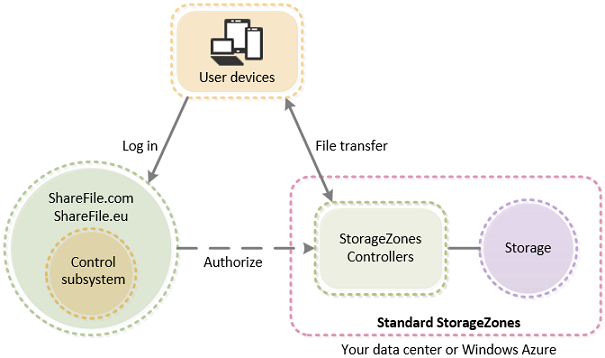 User devices
Log in
File transfer
ShareFile.com
ShareFile.eu
Control
subsystem
Authorize
StorageZones
Controllers
Storage
Standard StorageZones
Your data center or Windows Azure